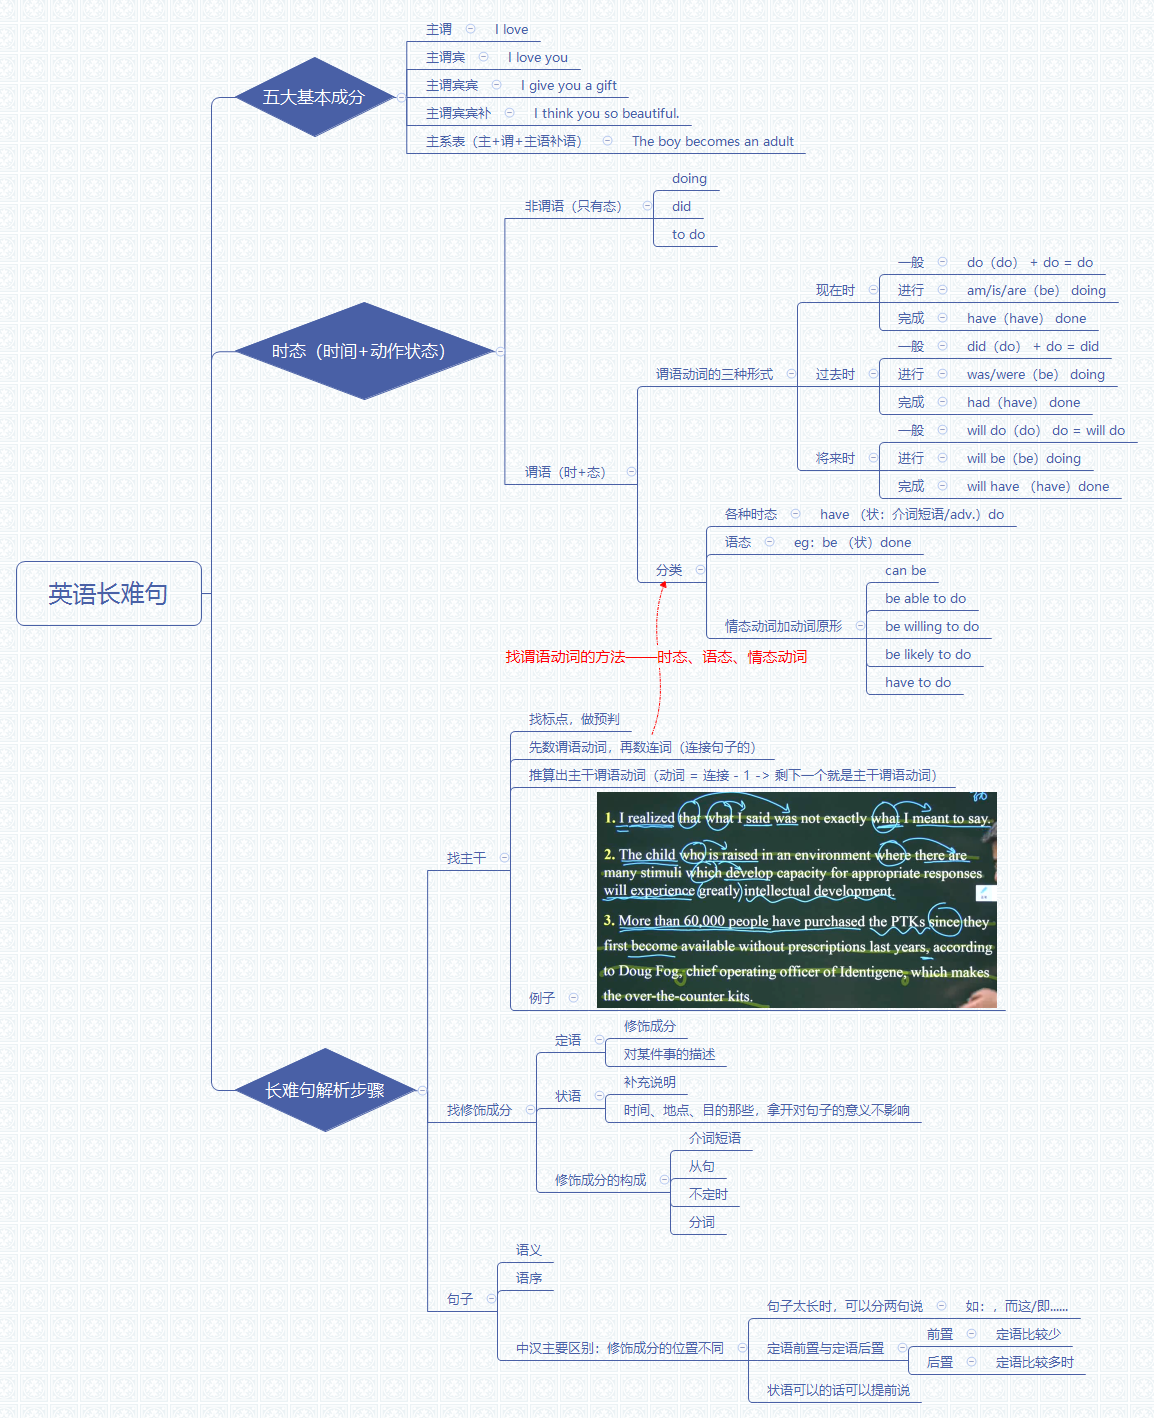 英语长难句
五大基本成分
主谓
I love
主谓宾
I love you
主谓宾宾
I give you a gift
主谓宾宾补
I think you so beautiful.
主系表（主+谓+主语补语）
The boy becomes an adult
时态（时间+动作状态）
非谓语（只有态）
doing
did
to do
谓语（时+态）
谓语动词的三种形式
现在时
一般
do（do） + do = do
进行
am/is/are（be） doing
完成
have（have） done
过去时
一般
did（do） + do = did
进行
was/were（be） doing
完成
had（have） done
将来时
一般
will do（do） do = will do
进行
will be（be）doing
完成
will have （have）done
分类
各种时态
have （状：介词短语/adv.）do
语态
eg：be （状）done
情态动词加动词原形
can be
be able to do
be willing to do
be likely to do
have to do
找谓语动词的方法——时态、语态、情态动词
长难句解析步骤
找主干
找标点，做预判
先数谓语动词，再数连词（连接句子的）
推算出主干谓语动词（动词 = 连接 - 1 -> 剩下一个就是主干谓语动词）
例子
1. I realized that what I said was not exactly what I meant to say.
2. The child who is raised in an environment where there are
many stimuli which develop capacity for appropriate responses
will experience greatly intellectual development.
3. More than 60,000 people have purchased the PTKs since they
first become available without prescriptions last years, according
to Doug Fog, chief operating officer of Identigene, which makes
the over-the-counter kits.
找修饰成分
定语
修饰成分
对某件事的描述
状语
补充说明
时间、地点、目的那些，拿开对句子的意义不影响
修饰成分的构成
介词短语
从句
不定时
分词
句子
语义
语序
中汉主要区别：修饰成分的位置不同
句子太长时，可以分两句说
如：，而这/即......
定语前置与定语后置
前置
定语比较少
后置
定语比较多时
状语可以的话可以提前说